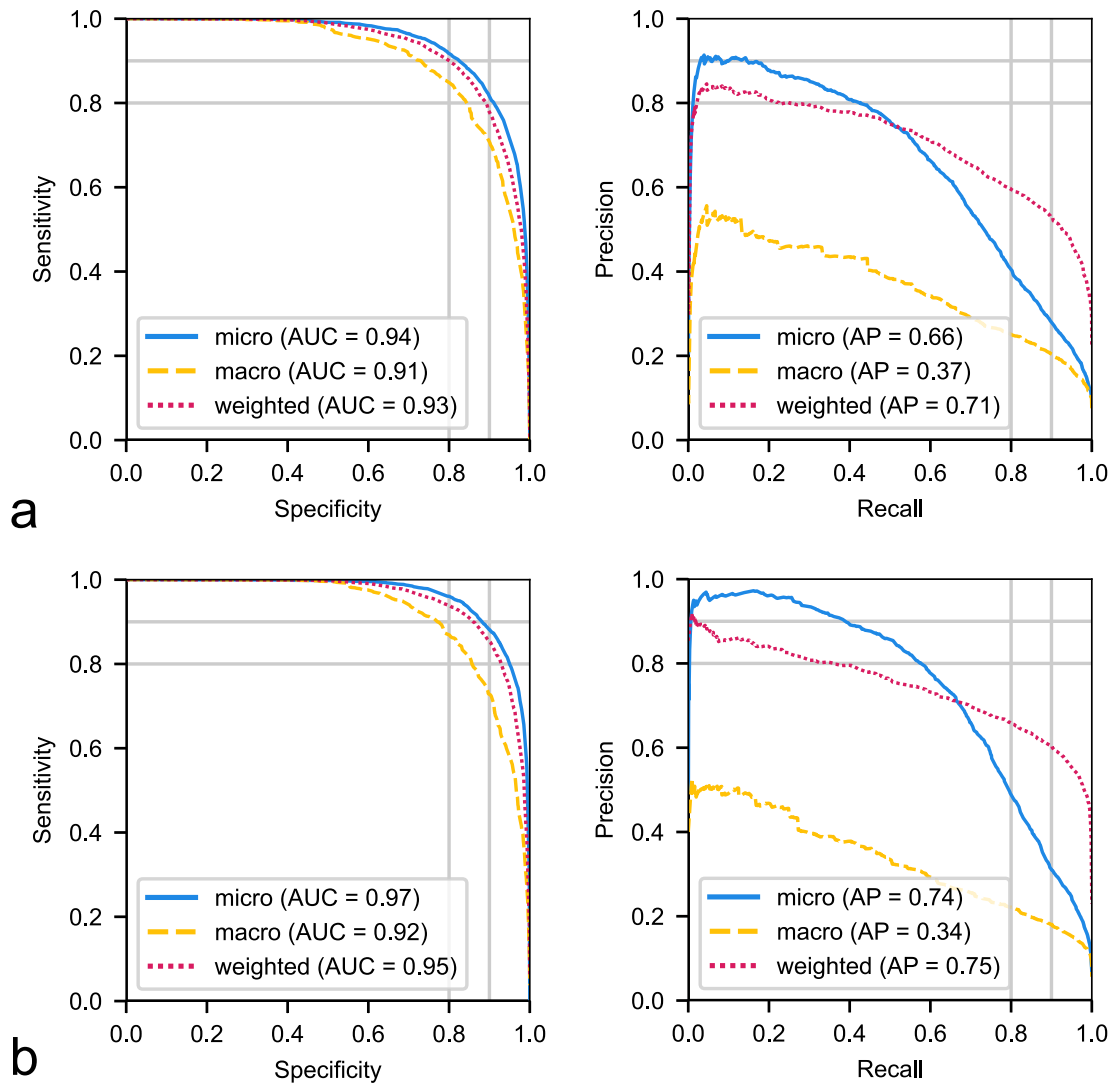 1.0
0.8
0.6
0.4
0.2
0.0
Sensitivity
micro (AUC = 0.94)
macro (AUC = 0.91)
weighted (AUC = 0.93)
0.0 0.2 0.4 0.6 0.8 1.0
Specificity
1.0
0.8
0.6
0.4
0.2
0.0
Precision
micro (AP = 0.66)
macro (AP = 0.37)
weighted (AP = 0.71)
0.0 0.2 0.4 0.6 0.8 1.0
Recall
a
1.0
0.8
0.6
0.4
0.2
0.0
Sensitivity
micro (AUC = 0.97)
macro (AUC = 0.92)
weighted (AUC = 0.95)
0.0 0.2 0.4 0.6 0.8 1.0
Specificity
1.0
0.8
0.6
0.4
0.2
0.0
Precision
micro (AP = 0.74)
macro (AP = 0.34)
weighted (AP = 0.75)
0.0 0.2 0.4 0.6 0.8 1.0
Recall
b